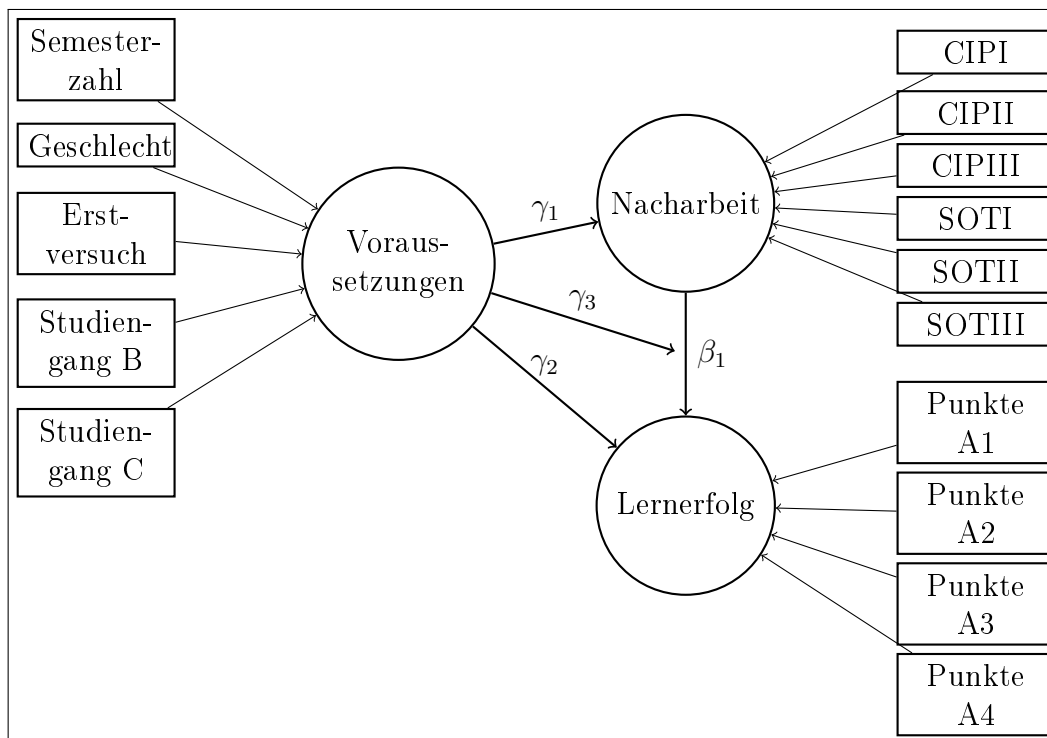 Semester-
zahl
Geschlecht
Erst-
versuch
Studien-
gang B
Studien-
gang C
Voraus-
setzungen
γ1
γ3
γ2
Nacharbeit
β1
Lernerfolg
CIPI
CIPII
CIPIII
SOTI
SOTII
SOTIII
Punkte
A1
Punkte
A2
Punkte
A3
Punkte
A4